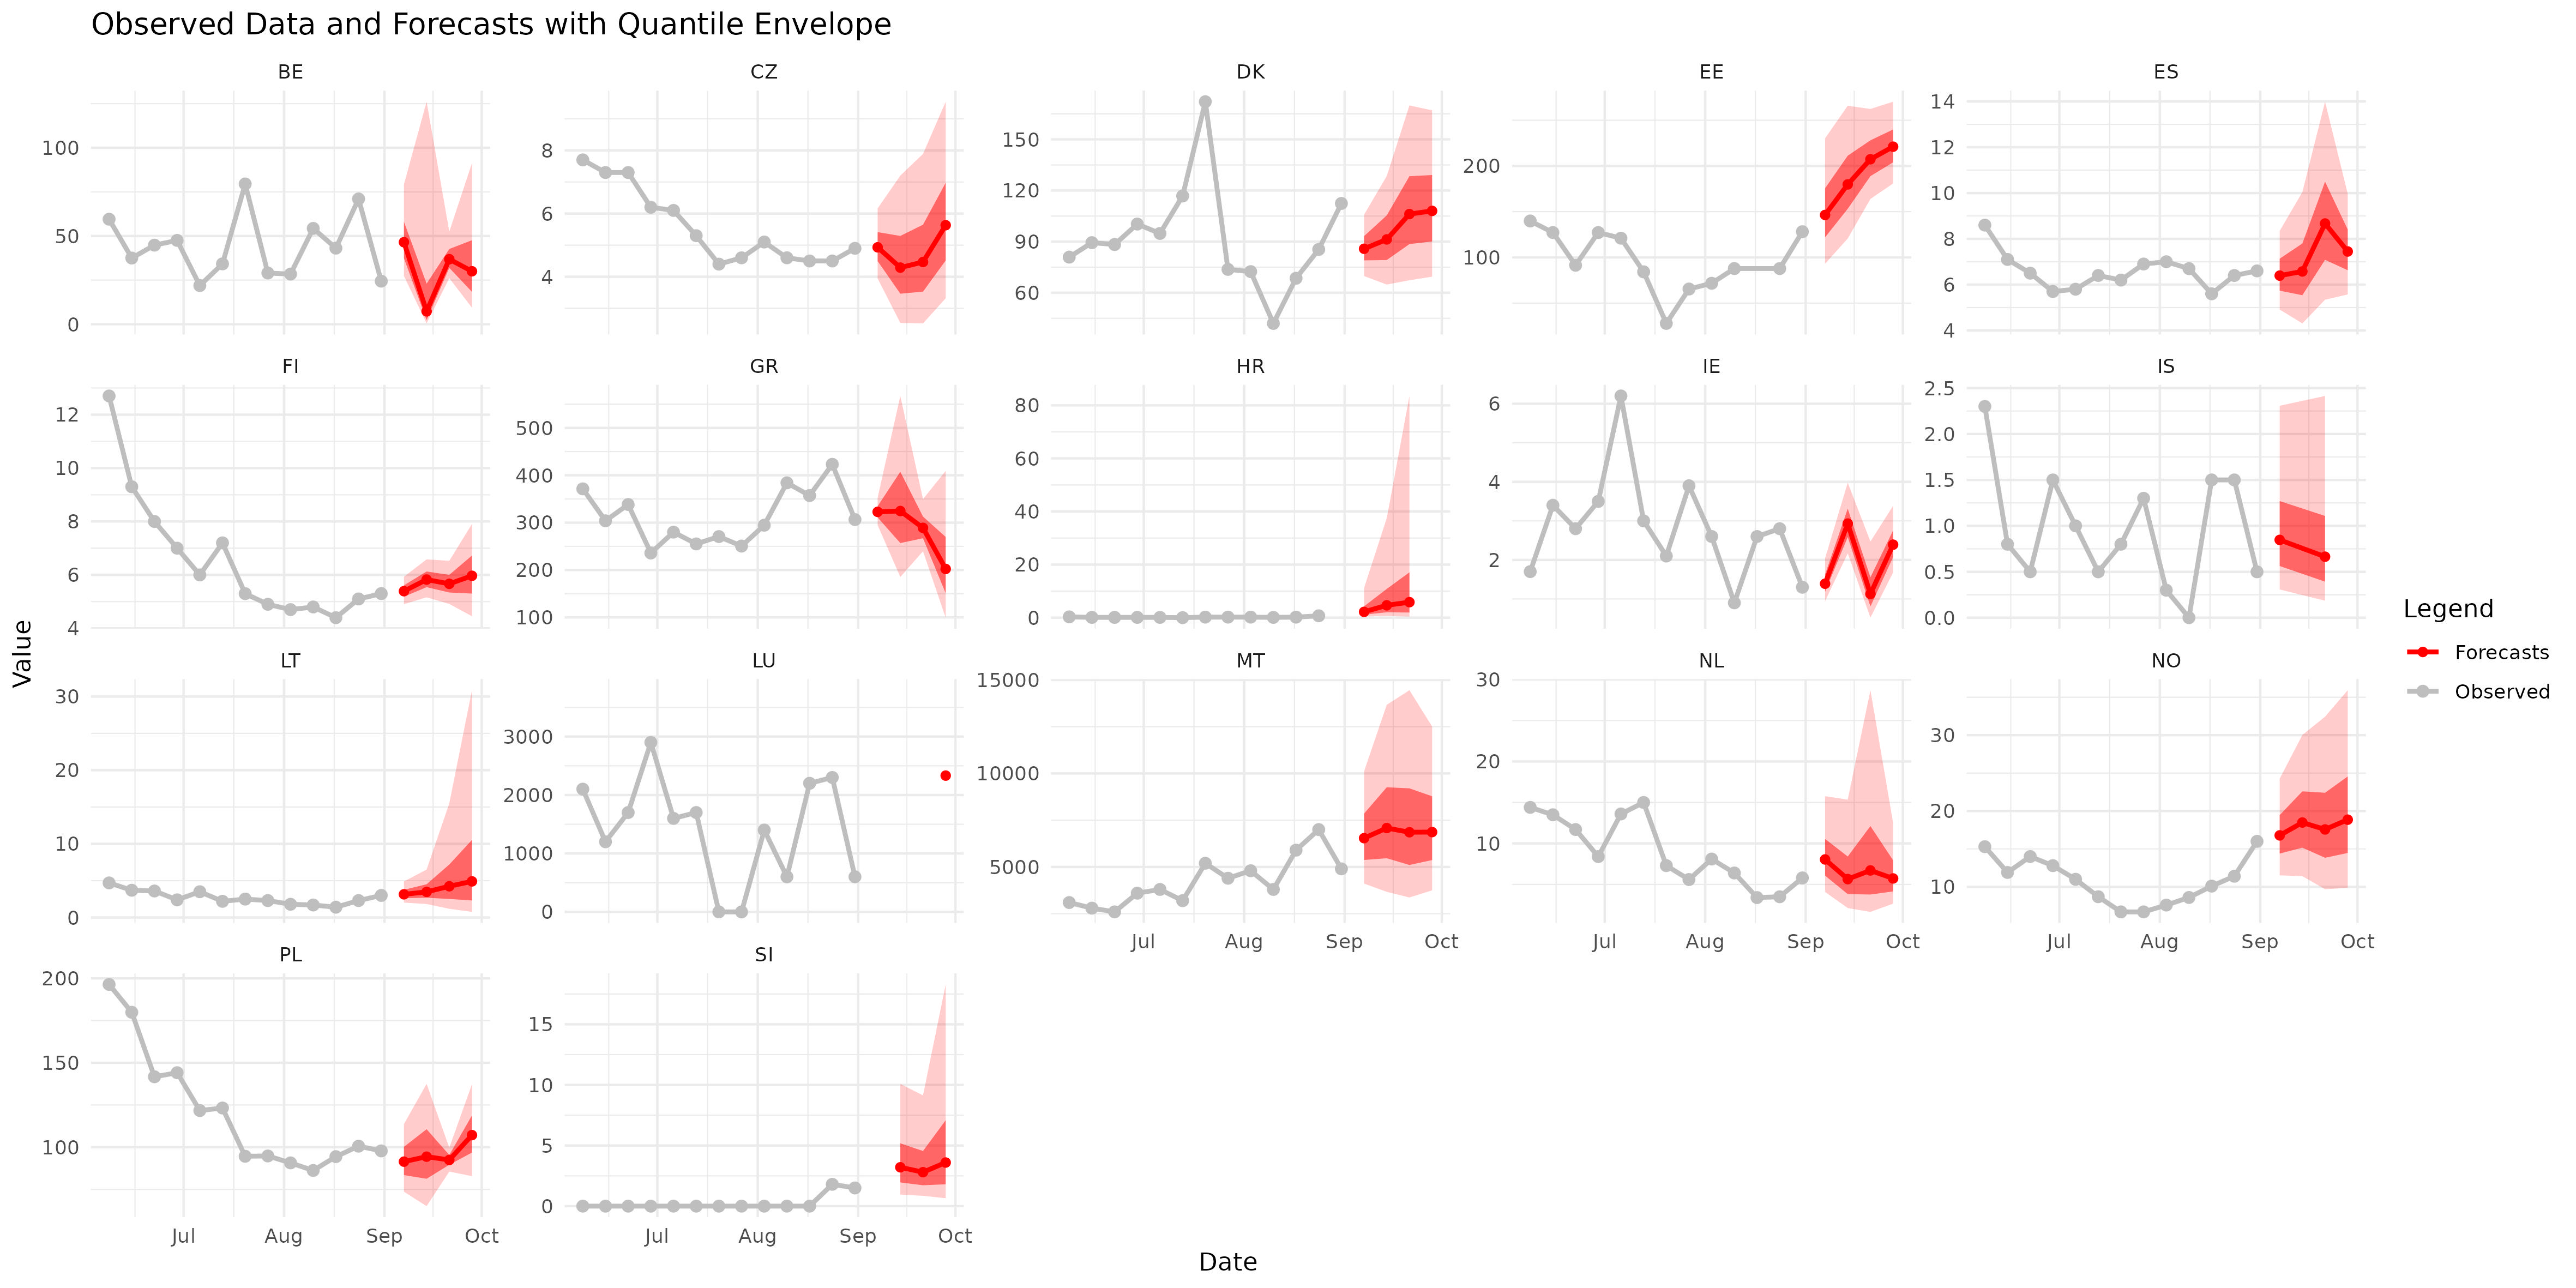 Observed Data and Forecasts with Quantile Envelope
BE
CZ
DK
EE
ES
100
50
0
8
6
4
150
120
90
60
200
100
14
12
10
8
6
4
FI
GR
HR
IE
IS
12
10
8
6
4
500
400
300
200
100
80
60
40
20
0
6
4
2
2.5
2.0
1.5
1.0
0.5
0.0
LT
LU
MT
NL
NO
30
20
10
0
3000
2000
1000
0
15000
10000
5000
30
20
10
30
20
10
Jul Aug Sep Oct
Jul Aug Sep Oct
Jul Aug Sep Oct
PL
SI
200
150
100
15
10
5
0
Jul Aug Sep Oct
Jul Aug Sep Oct
Value
Date
Legend
Forecasts
Observed